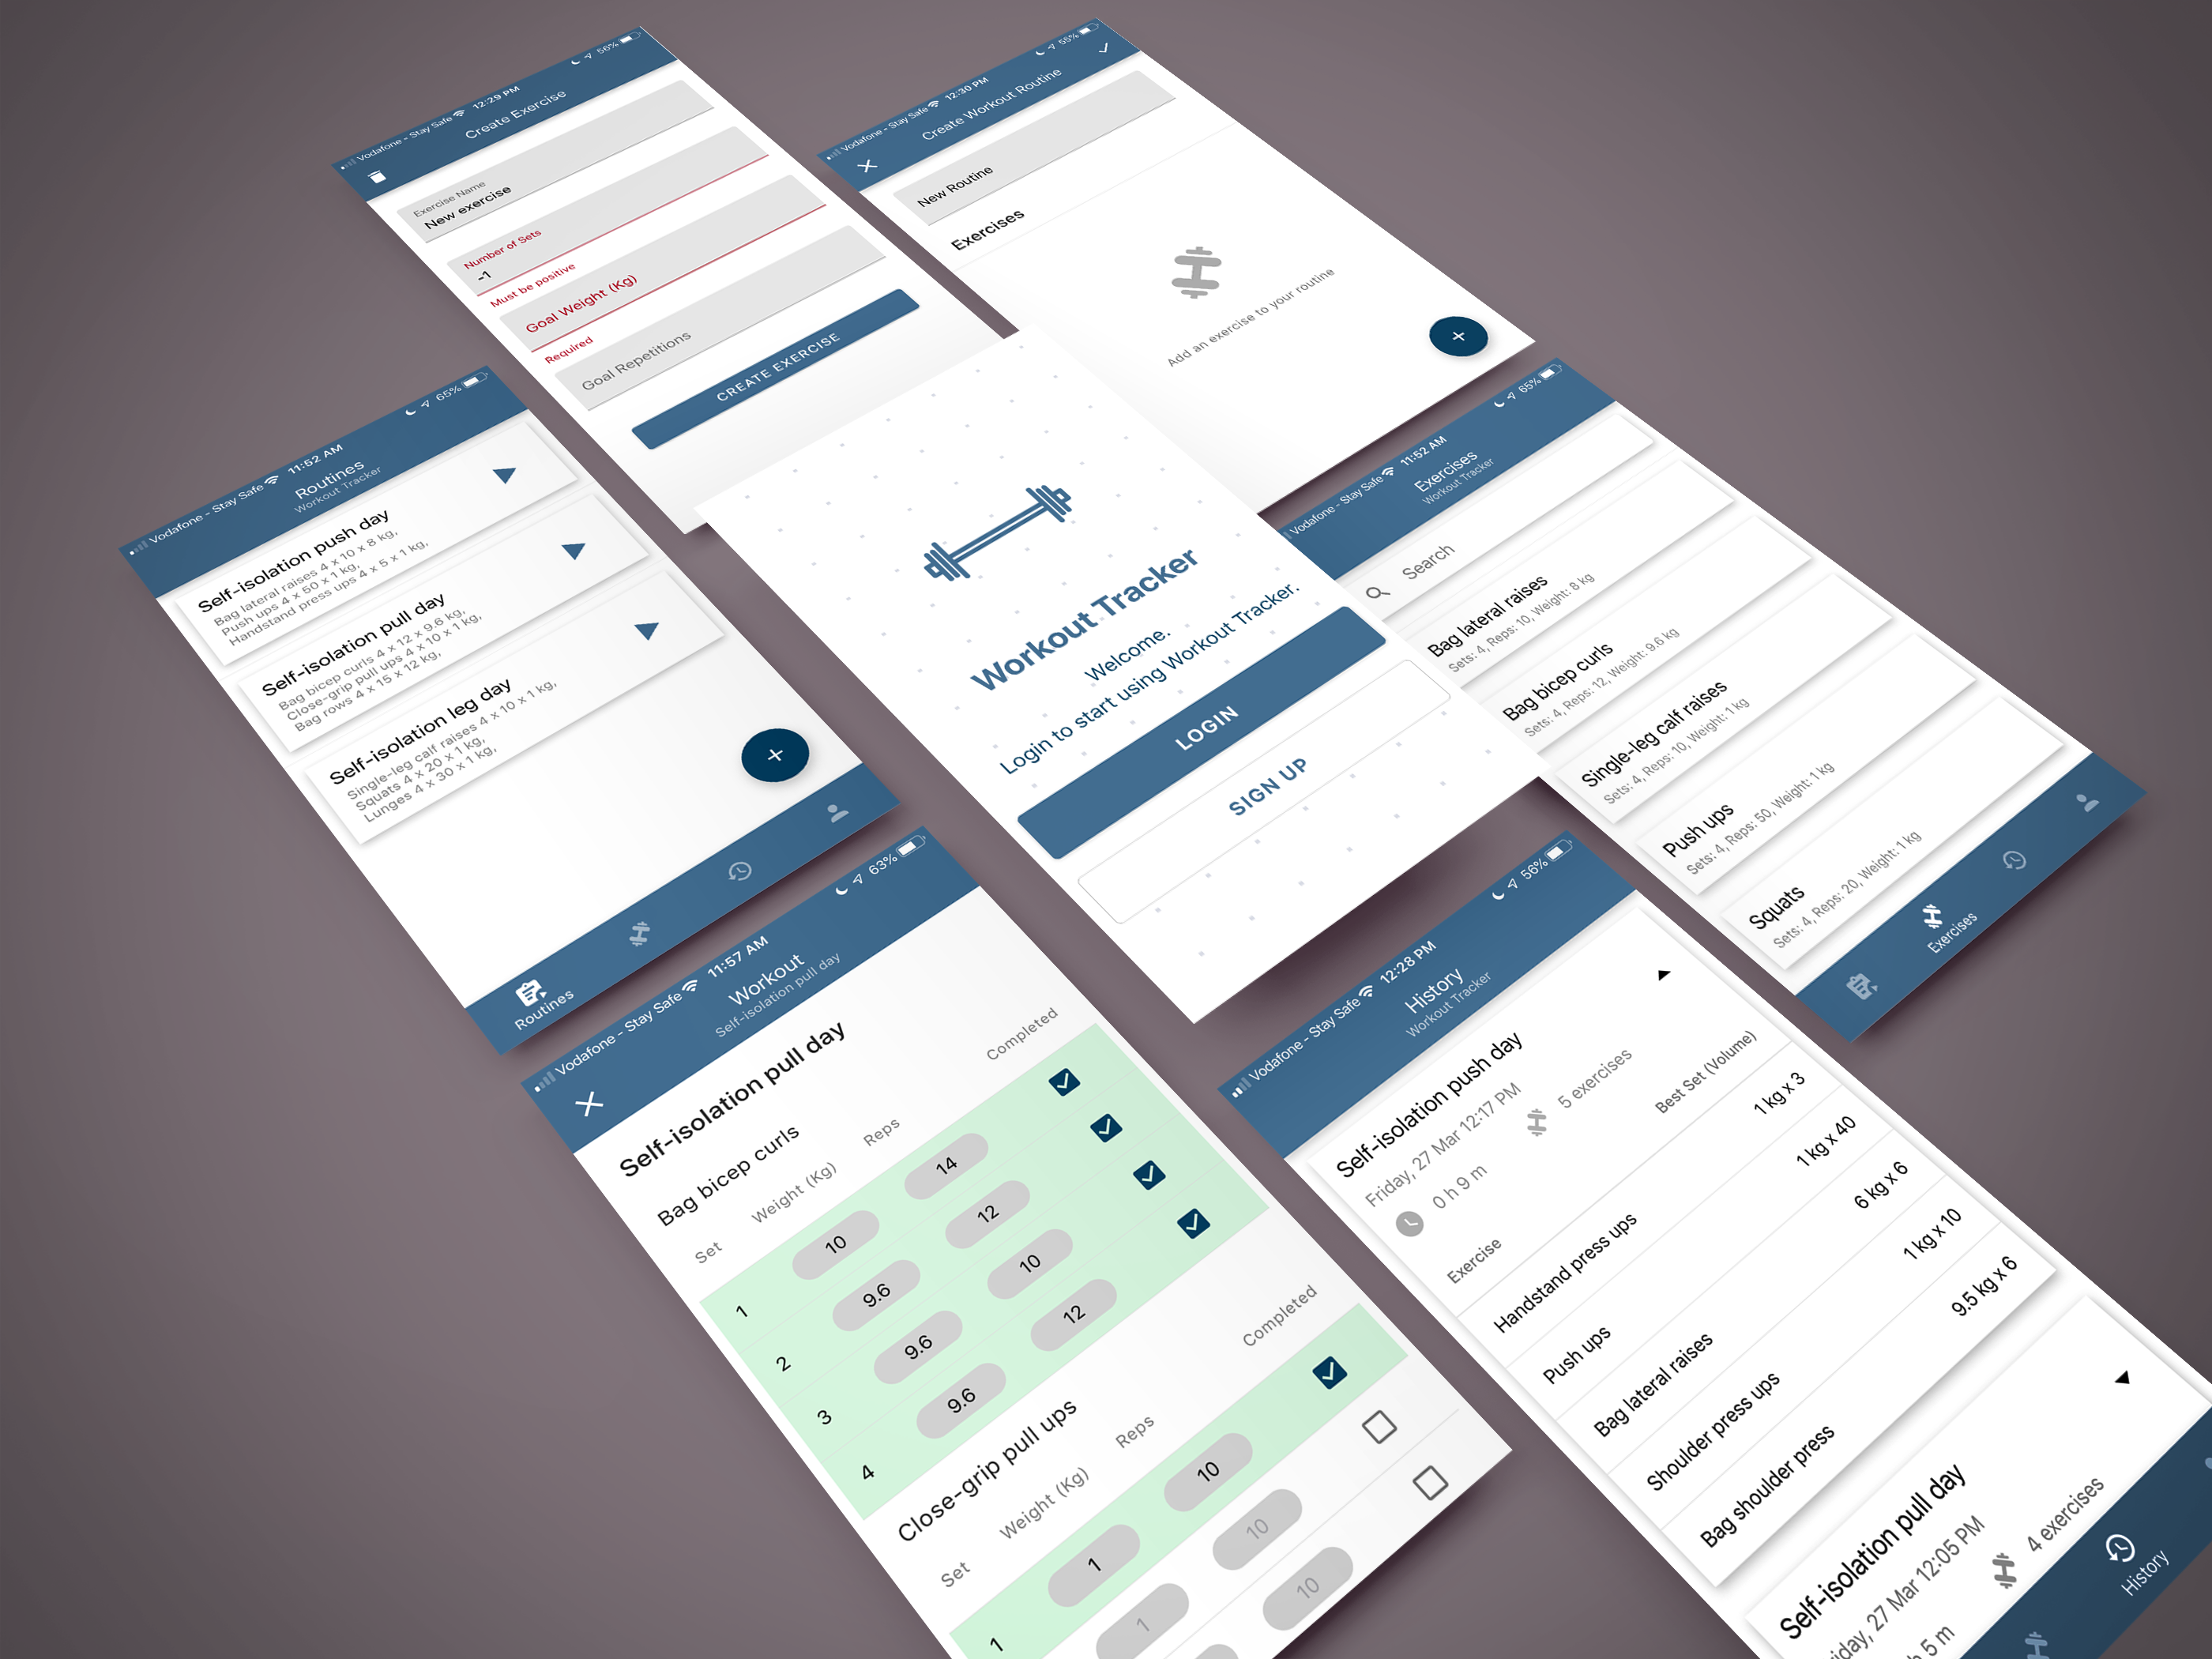 Vodafone - Stay Safe 12:29 PM 56%
Create Exercise
Exercise Name
New exercise
Number of Sets
-1
Must be positive
Goal Weight (Kg)
Required
Goal Repetitions
CREATE EXERCISE
Vodafone - Stay Safe 12:30 PM 55%
Create Workout Routine
New Routine
Exercises
Add an exercise to your routine
+
Vodafone - Stay Safe 11:52 AM 65%
Routines
Workout Tracker
Self-isolation push day
Bag lateral raises 4 x 10 x 8 kg,
Push ups 4 x 50 x 1 kg,
Handstand press ups 4 x 5 x 1 kg,
Self-isolation pull day
Bag bicep curls 4 x 12 x 9.6 kg,
Close-grip pull ups 4 x 10 x 1 kg,
Bag rows 4 x 15 x 12 kg,
Self-isolation leg day
Single-leg calf raises 4 x 10 x 1 kg,
Squats 4 x 20 x 1 kg,
Lunges 4 x 30 x 1 kg,
+
Routines
Workout Tracker
Welcome.
Login to start using Workout Tracker.
LOGIN
SIGN UP
Vodafone - Stay Safe 11:52 AM 65%
Exercises
Workout Tracker
Search
Bag lateral raises
Sets: 4, Reps: 10, Weight: 8 kg
Bag bicep curls
Sets: 4, Reps: 12, Weight: 9.6 kg
Single-leg calf raises
Sets: 4, Reps: 10, Weight: 1 kg
Push ups
Sets: 4, Reps: 50, Weight: 1 kg
Squats
Sets: 4, Reps: 20, Weight: 1 kg
Exercises
Vodafone - Stay Safe 11:57 AM 63%
Workout
Self-isolation pull day
Self-isolation pull day
Bag bicep curls
Set Weight (Kg) Reps Completed
1 10 14
2 9.6 12
3 9.6 10
4 9.6 12
Close-grip pull ups
Set Weight (Kg) Reps Completed
1 1 10
1 10
10
Vodafone - Stay Safe 12:28 PM 56%
History
Workout Tracker
Self-isolation push day
Friday, 27 Mar 12:17 PM
0 h 9 m 5 exercises
Exercise Best Set (Volume)
Handstand press ups 1 kg x 3
Push ups 1 kg x 40
Bag lateral raises 6 kg x 6
Shoulder press ups 1 kg x 10
Bag shoulder press 9.5 kg x 6
Self-isolation pull day
iday, 27 Mar 12:05 PM
h 5 m 4 exercises
History